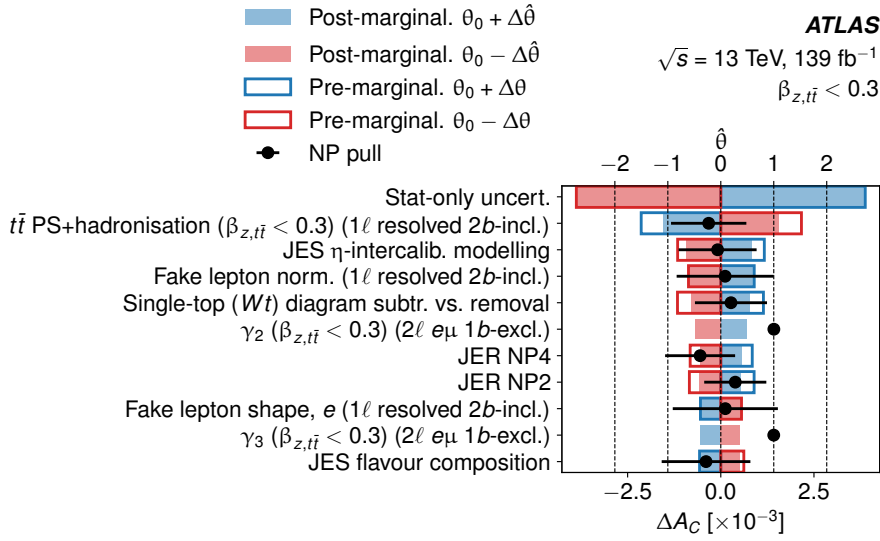 Post-marginal. θ₀ + Δθ̂
Post-marginal. θ₀ − Δθ̂
Pre-marginal. θ₀ + Δθ
Pre-marginal. θ₀ − Δθ
NP pull
ATLAS
√s = 13 TeV, 139 fb⁻¹
β_{z,tt̄} < 0.3
θ̂
−2 −1 0 1 2
Stat-only uncert.
tt̄ PS+hadronisation (β_{z,tt̄} < 0.3) (1ℓ resolved 2b-incl.)
JES η-intercalib. modelling
Fake lepton norm. (1ℓ resolved 2b-incl.)
Single-top (Wt) diagram subtr. vs. removal
γ₂ (β_{z,tt̄} < 0.3) (2ℓ eμ 1b-excl.)
JER NP4
JER NP2
Fake lepton shape, e (1ℓ resolved 2b-incl.)
γ₃ (β_{z,tt̄} < 0.3) (2ℓ eμ 1b-excl.)
JES flavour composition
−2.5 0.0 2.5
ΔA_C [×10⁻³]